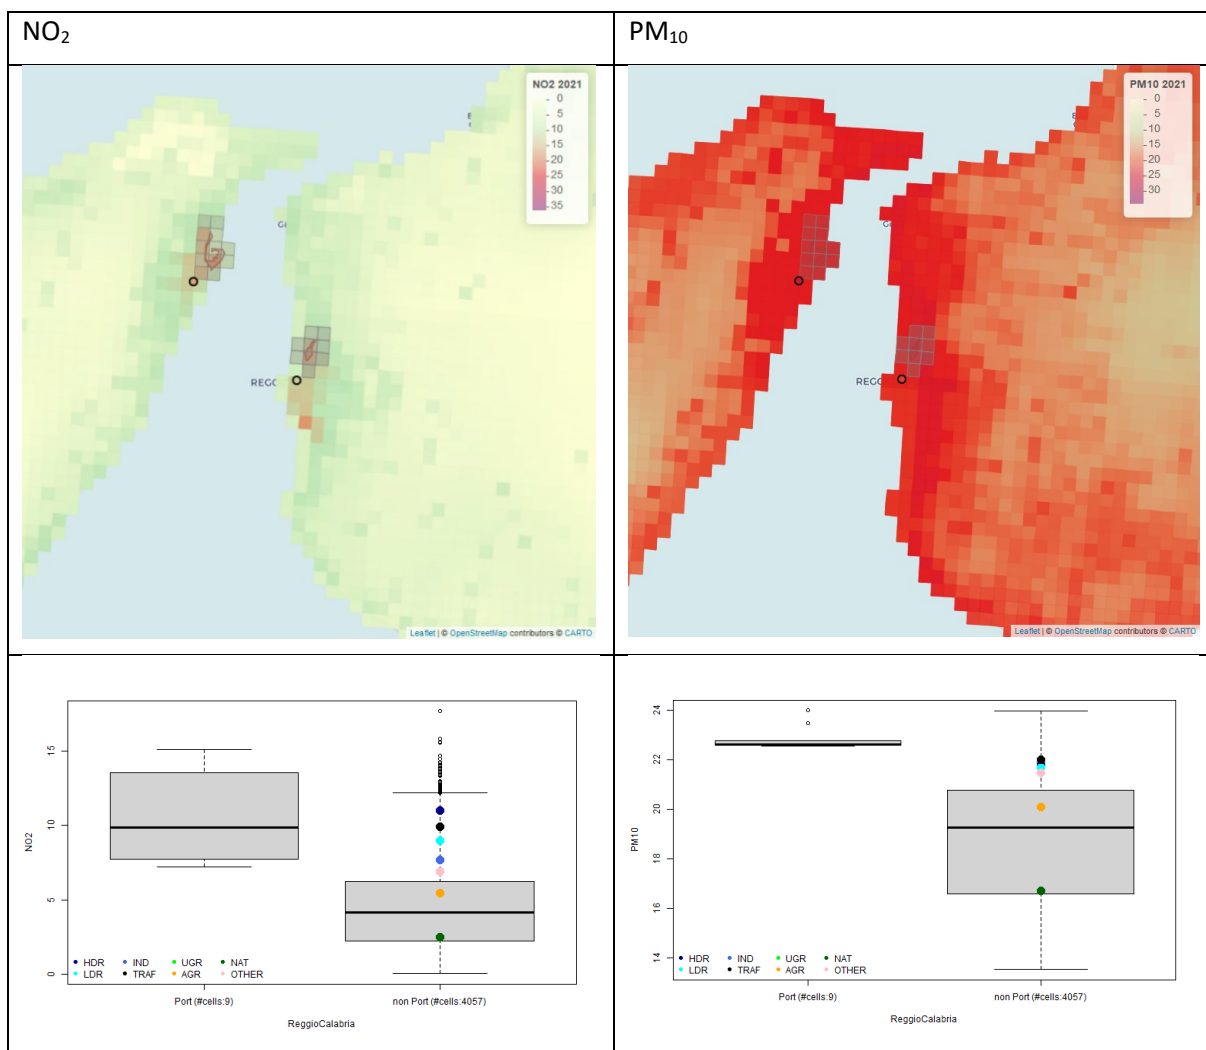 NO₂
PM₁₀
NO2 2021
0
5
10
15
20
25
30
35
REGG
Leaflet | © OpenStreetMap contributors © CARTO
PM10 2021
0
5
10
15
20
25
30
REGG
Leaflet | © OpenStreetMap contributors © CARTO
NO2
15
10
5
0
HDR IND UGR NAT
LDR TRAF AGR OTHER
Port (#cells:9) non Port (#cells:4057)
ReggioCalabria
PM10
24
22
20
18
16
14
HDR IND UGR NAT
LDR TRAF AGR OTHER
Port (#cells:9) non Port (#cells:4057)
ReggioCalabria